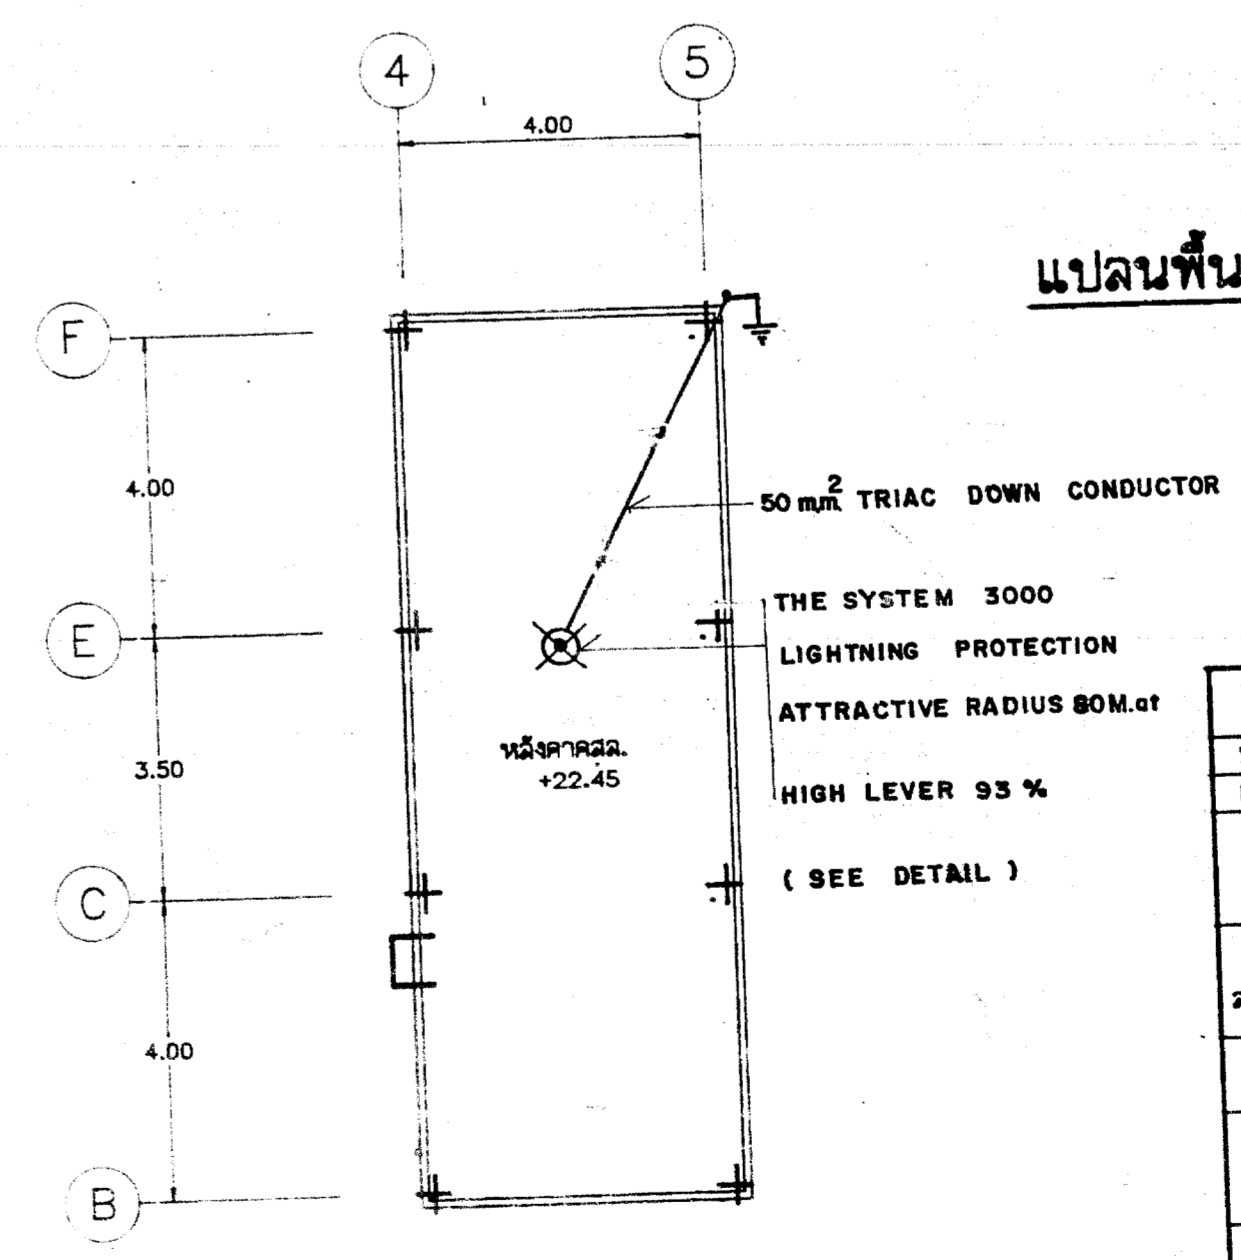 4
5
4.00
แปลนพื้น
F
4.00
50 mm² TRIAC DOWN CONDUCTOR
THE SYSTEM 3000
E
LIGHTNING PROTECTION
ATTRACTIVE RADIUS 80M.at
หลังคาคสล.
+22.45
3.50
HIGH LEVER 93 %
( SEE DETAIL )
C
4.00
B